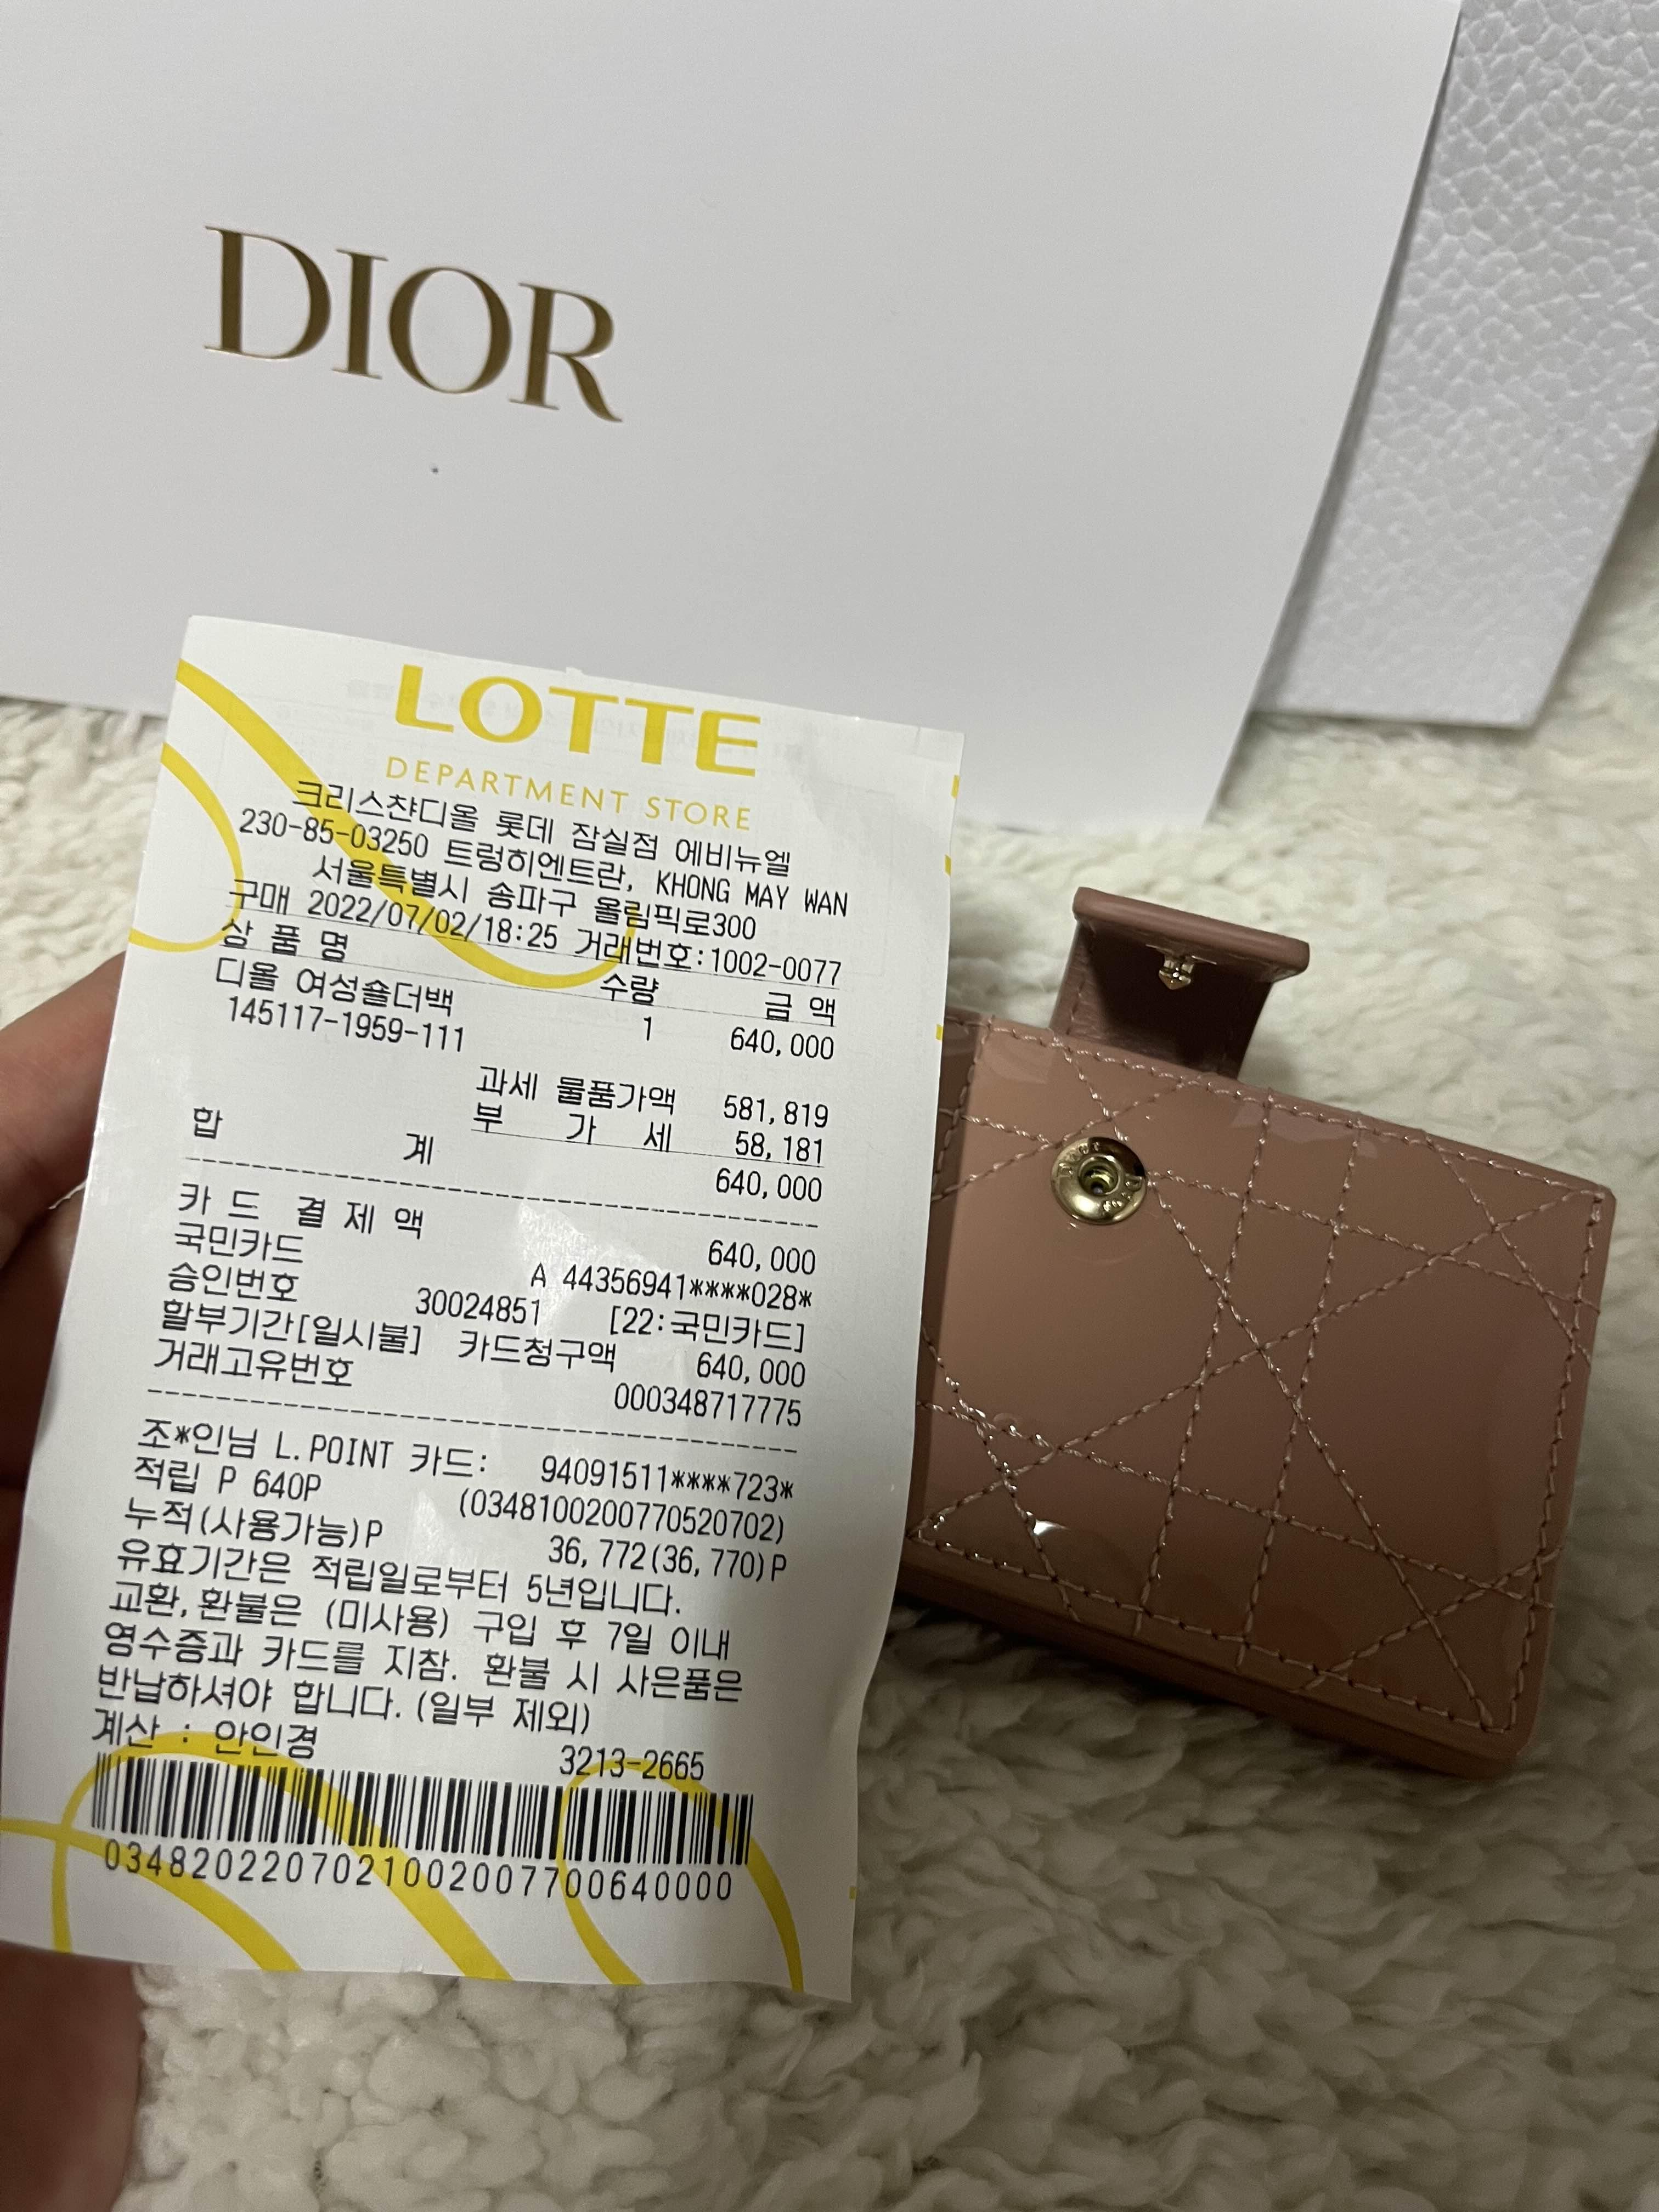 DIOR
LOTTE
DEPARTMENT STORE
크리스챤디올 롯데 잠실점 에비뉴엘
230-85-03250 트렁히엔트란, KHONG MAY WAN
서울특별시 송파구 올림픽로300
구매 2022/07/02/18:25 거래번호:1002-0077
상 품 명 수량 금 액
디올 여성숄더백 1 640,000
145117-1959-111
과세 물품가액 581,819
부 가 세 58,181
합 계 640,000
카 드 결 제 액 640,000
국민카드 A 44356941****028*
승인번호 30024851 [22:국민카드]
할부기간[일시불] 카드청구액 640,000
거래고유번호 000348717775
조*인님 L.POINT 카드: 94091511****723*
적립 P 640P (0348100200770520702)
누적(사용가능)P 36,772(36,770)P
유효기간은 적립일로부터 5년입니다.
교환,환불은 (미사용) 구입 후 7일 이내
영수증과 카드를 지참. 환불 시 사은품은
반납하셔야 합니다.(일부 제외)
계산 : 안인경 3213-2665
0348202207021002007700640000